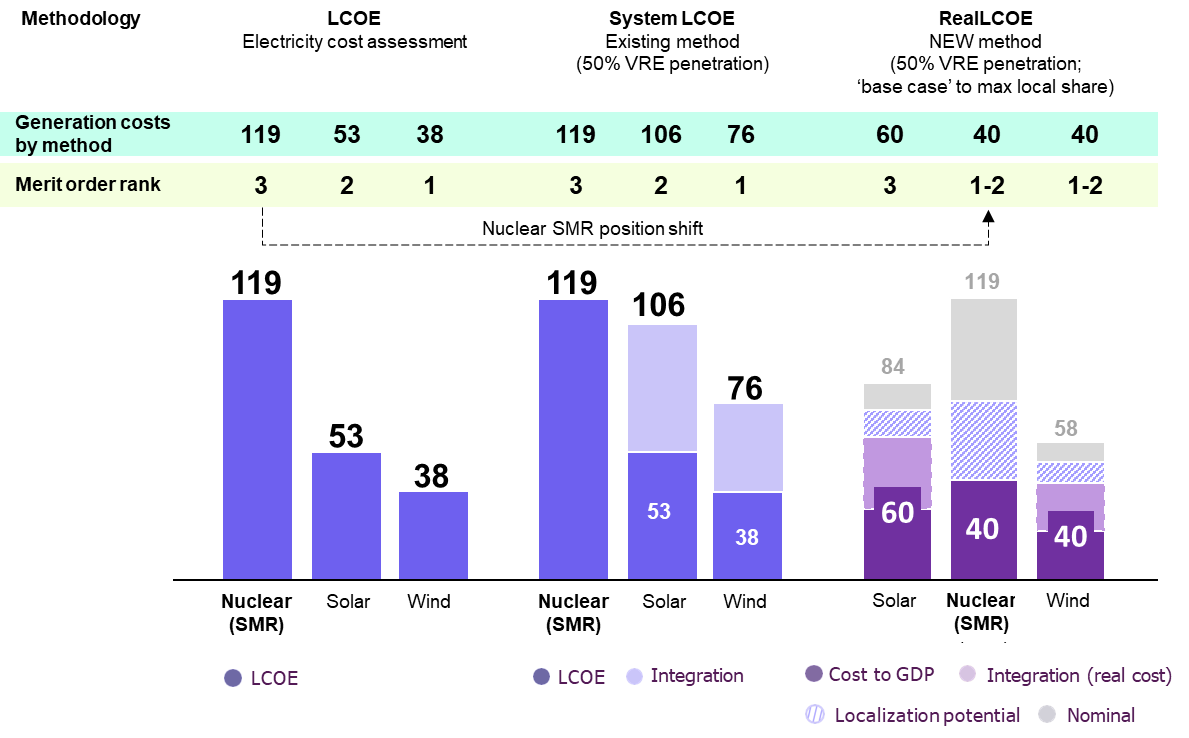 Methodology
LCOE
Electricity cost assessment
System LCOE
Existing method
(50% VRE penetration)
RealLCOE
NEW method
(50% VRE penetration;
‘base case’ to max local share)
Generation costs
by method
119 53 38 119 106 76 60 40 40
Merit order rank 3 2 1 3 2 1 3 1-2 1-2
Nuclear SMR position shift
119
53
38
119
106
53
76
38
84
60
119
40
58
40
Nuclear
(SMR)
Solar
Wind
Nuclear
(SMR)
Solar
Wind
Solar
Nuclear
(SMR)
Wind
LCOE
LCOE
Integration
Cost to GDP
Integration (real cost)
Localization potential
Nominal